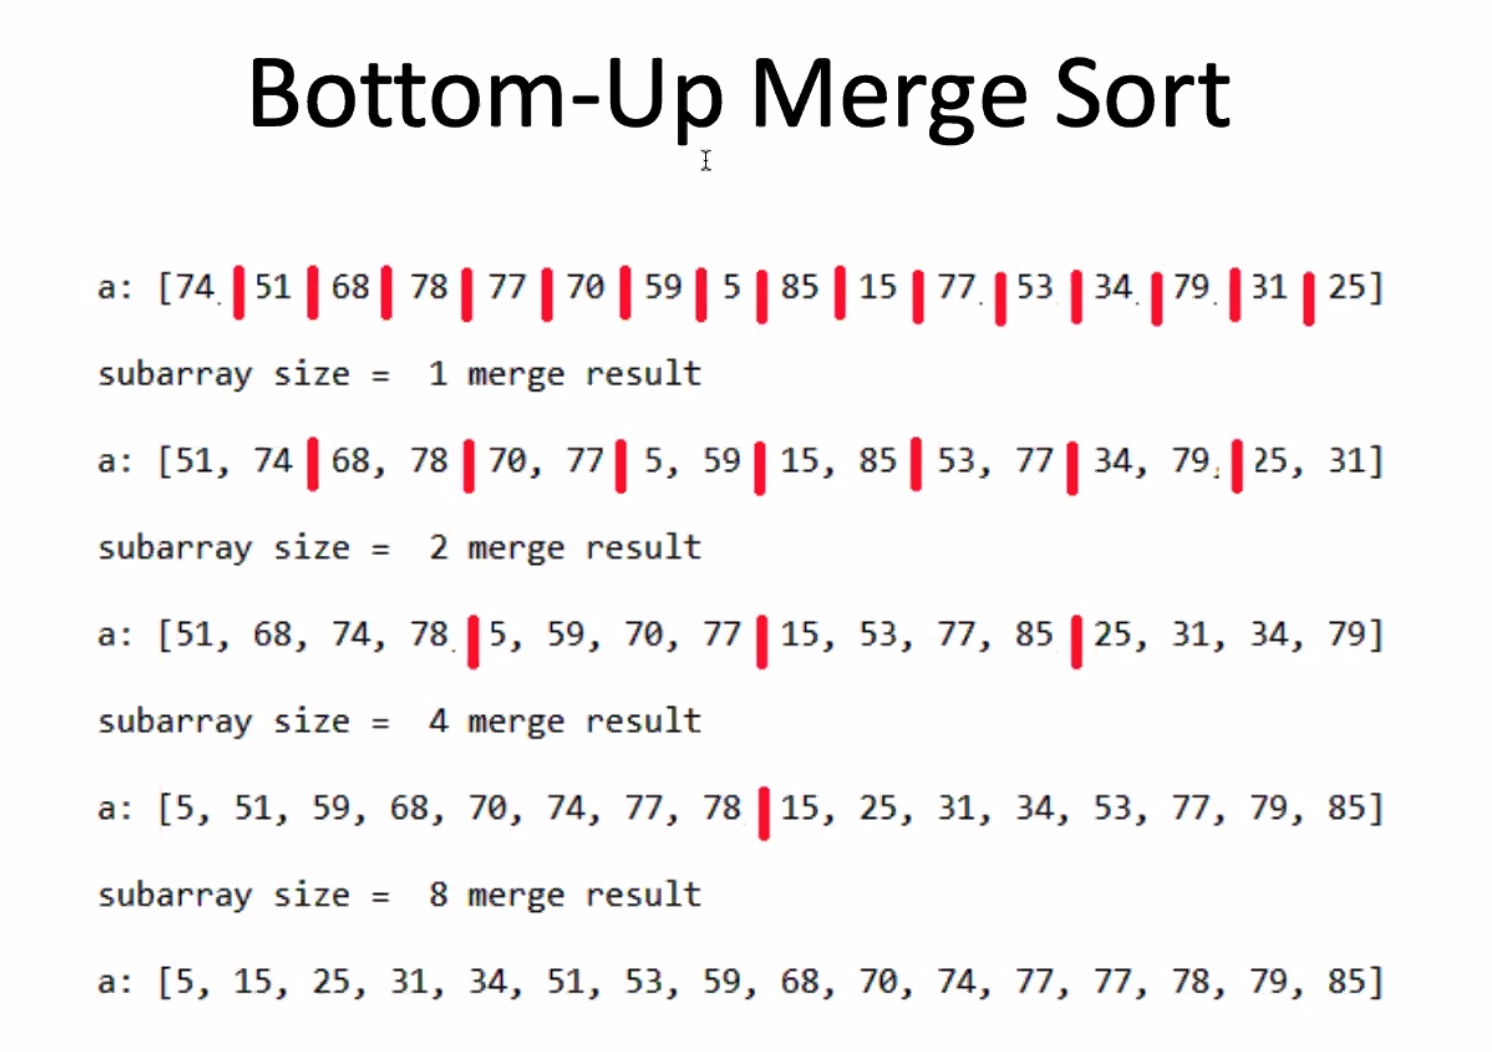 Bottom-Up Merge Sort
a: [74 51 68 78 77 70 59 5 85 15 77 53 34 79 31 25]
subarray size =  1 merge result
a: [51, 74 68, 78 70, 77 5, 59 15, 85 53, 77 34, 79, 25, 31]
subarray size =  2 merge result
a: [51, 68, 74, 78 5, 59, 70, 77 15, 53, 77, 85 25, 31, 34, 79]
subarray size =  4 merge result
a: [5, 51, 59, 68, 70, 74, 77, 78 15, 25, 31, 34, 53, 77, 79, 85]
subarray size =  8 merge result
a: [5, 15, 25, 31, 34, 51, 53, 59, 68, 70, 74, 77, 77, 78, 79, 85]